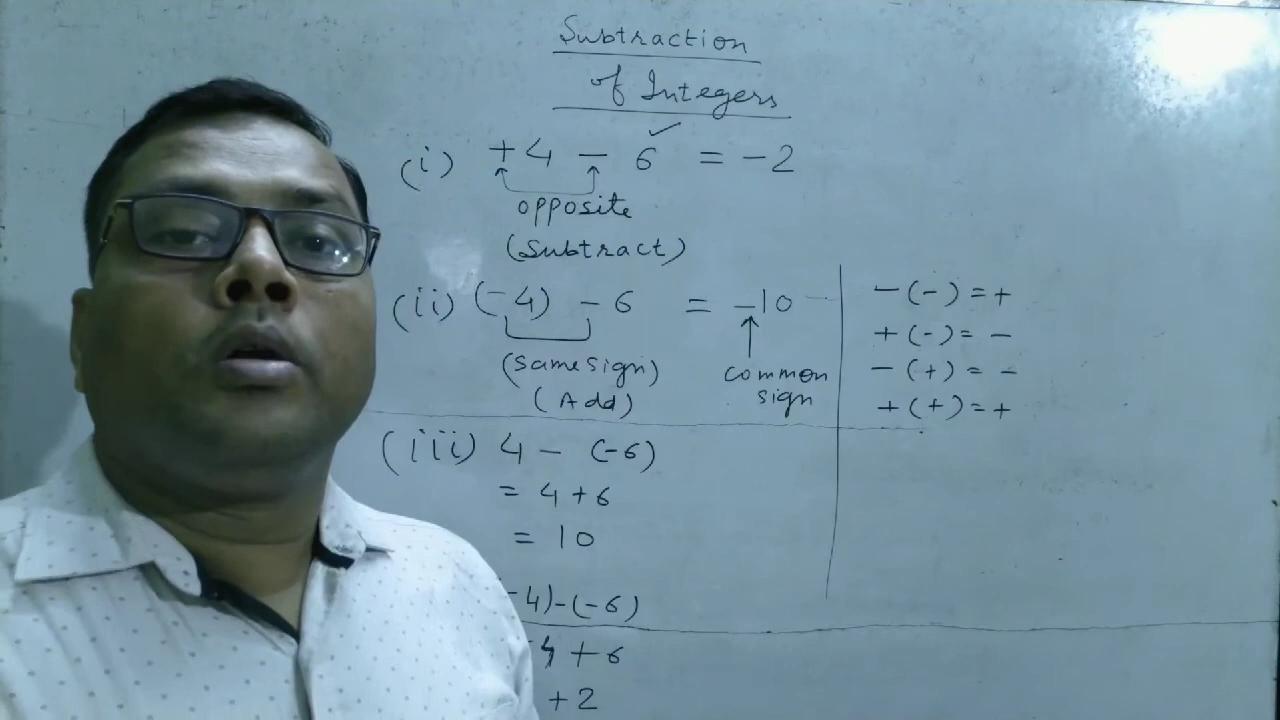 Subtraction
of Integers
(i) +4 - 6 = -2
opposite
(Subtract)
(ii) (-4) - 6 = -10
(same sign)
(Add)
common
sign
-(-) = +
+(-) = -
-(+) = -
+(+) = +
(iii) 4 - (-6)
= 4 + 6
= 10
-4)-(-6)
4 + 6
+2